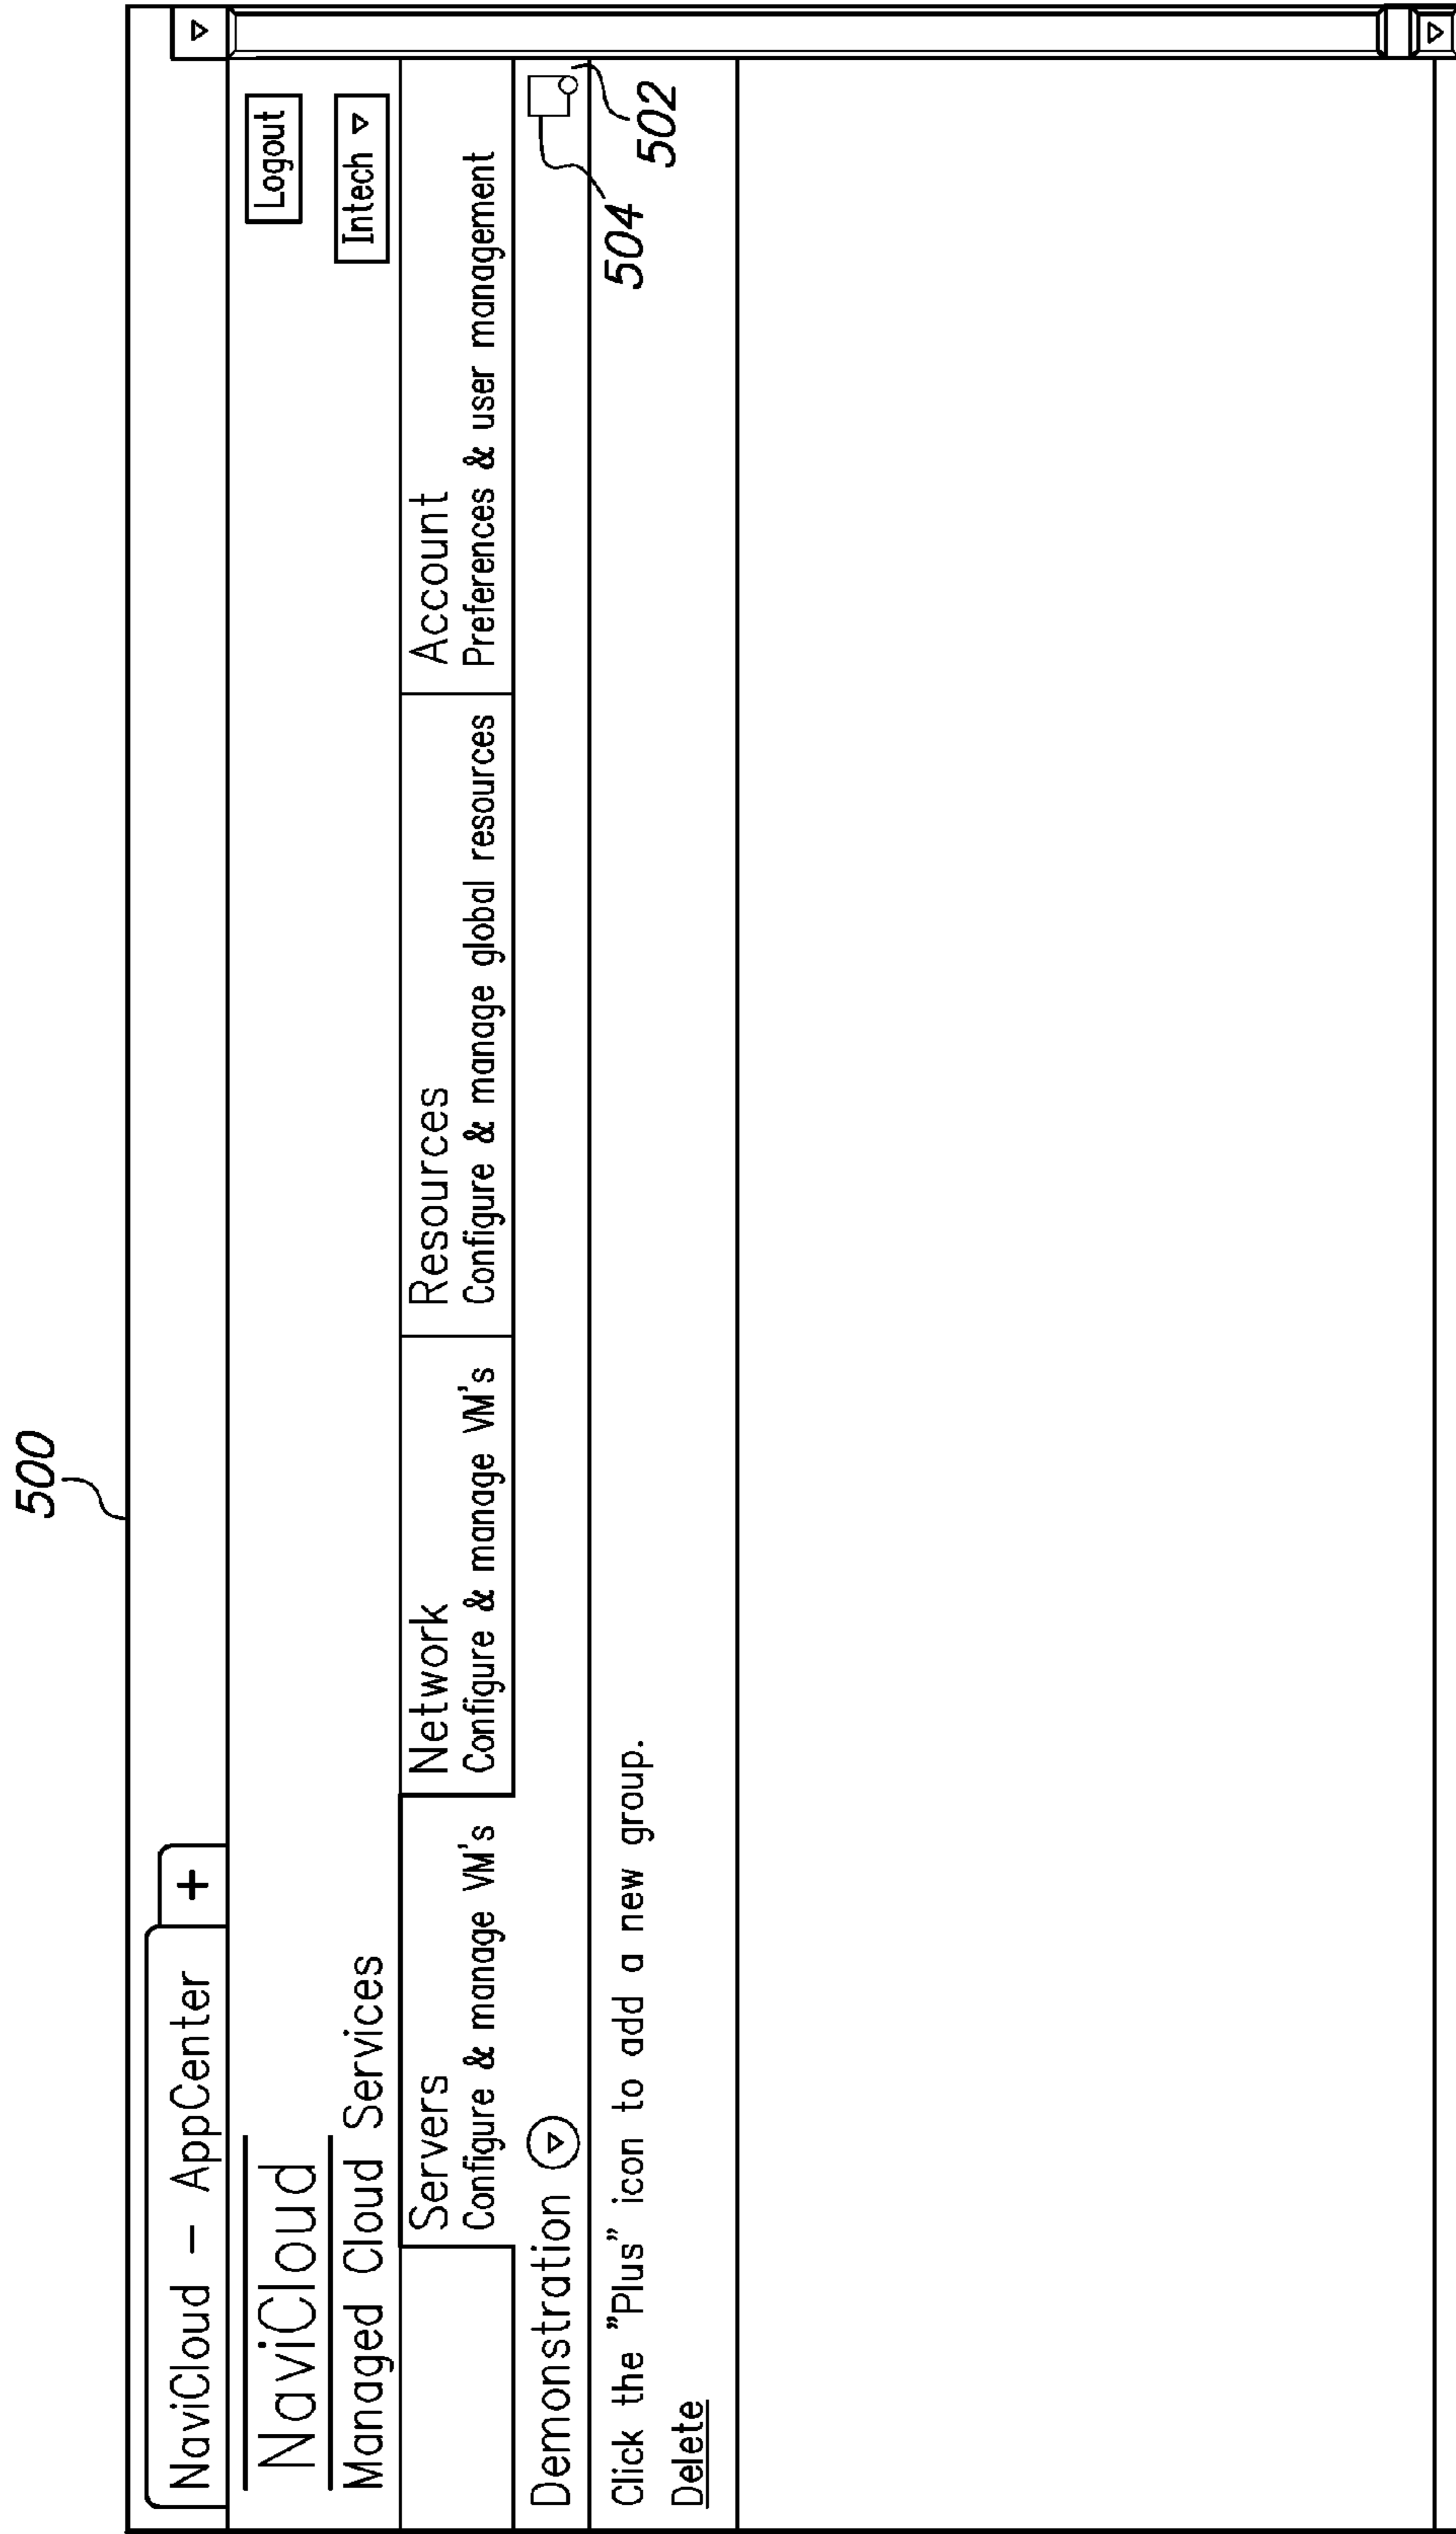 500
NaviCloud – AppCenter
+
NaviCloud
Managed Cloud Services
Logout
Intech
Servers
Configure & manage VM's
Network
Configure & manage VM's
Resources
Configure & manage global resources
Account
Preferences & user management
Demonstration
504
502
Click the "Plus" icon to add a new group.
Delete